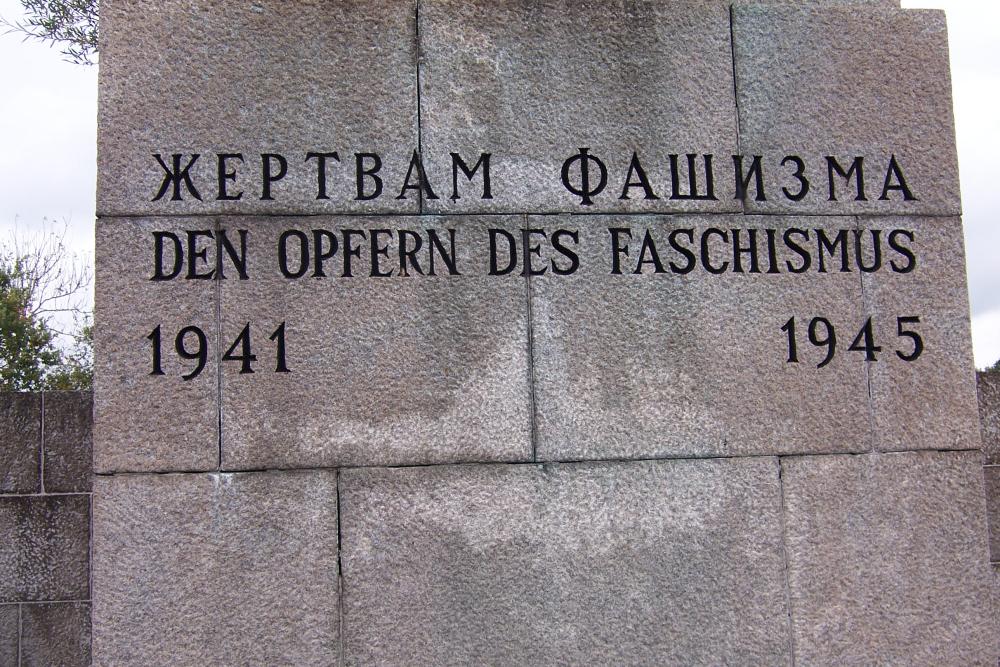 ЖЕРТВАМ ФАШИЗМА
DEN OPFERN DES FASCHISMUS
1941 1945